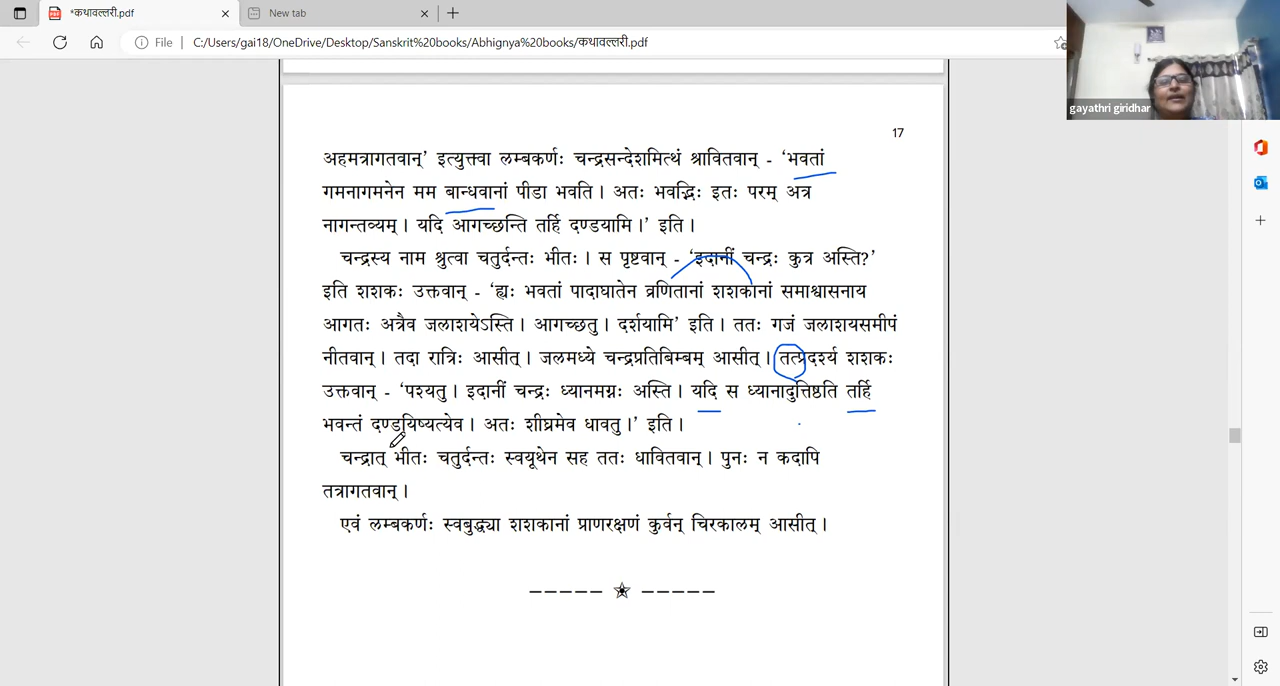 *कथावल्लरी.pdf
New tab
File
C:/Users/gai18/OneDrive/Desktop/Sanskrit%20books/Abhignya%20books/कथावल्लरी.pdf
gayathri giridhar
17
अहमत्रागतवान्’ इत्युक्त्वा लम्बकर्णः चन्द्रसन्देशमित्थं श्रावितवान् - ‘भवतां
गमनागमनेन मम बान्धवानां पीडा भवति। अतः भवद्भिः इतः परम् अत्र
नागन्तव्यम्। यदि आगच्छन्ति तर्हि दण्डयामि।’ इति।
चन्द्रस्य नाम श्रुत्वा चतुर्दन्तः भीतः। स पृष्टवान् - ‘इदानीं चन्द्रः कुत्र अस्ति?’
इति शशकः उक्तवान् - ‘ह्यः भवतां पादाघातेन व्रणितानां शशकानां समाश्वासनाय
आगतः अत्रैव जलाशयेऽस्ति। आगच्छतु। दर्शयामि’ इति। ततः गजं जलाशयसमीपं
नीतवान्। तदा रात्रिः आसीत्। जलमध्ये चन्द्रप्रतिबिम्बम् आसीत्। तत्प्रदर्श्य शशकः
उक्तवान् - ‘पश्यतु। इदानीं चन्द्रः ध्यानमग्नः अस्ति। यदि स ध्यानादुत्तिष्ठति तर्हि
भवन्तं दण्डयिष्यत्येव। अतः शीघ्रमेव धावतु।’ इति।
चन्द्रात् भीतः चतुर्दन्तः स्वयूथेन सह ततः धावितवान्। पुनः न कदापि
तत्रागतवान्।
एवं लम्बकर्णः स्वबुद्ध्या शशकानां प्राणरक्षणं कुर्वन् चिरकालम् आसीत्।